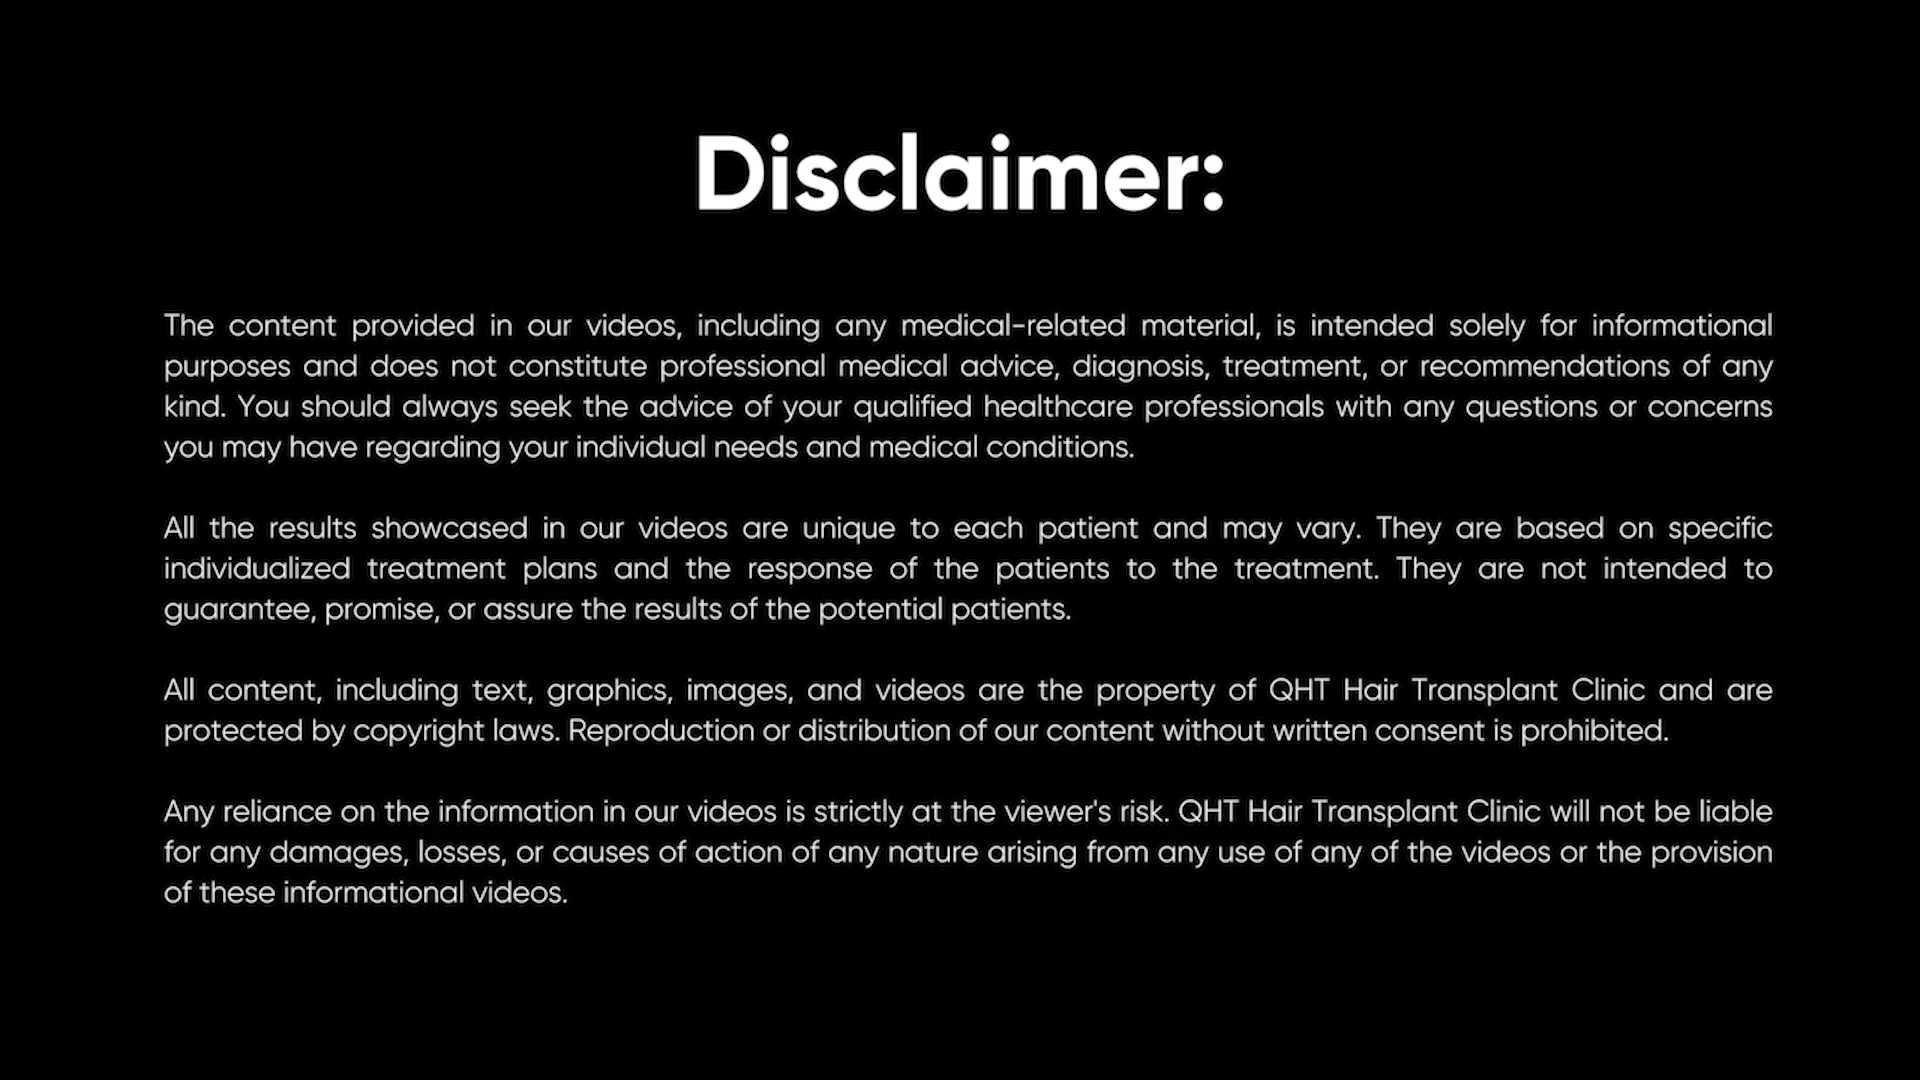 Disclaimer:
The content provided in our videos, including any medical-related material, is intended solely for informational
purposes and does not constitute professional medical advice, diagnosis, treatment, or recommendations of any
kind. You should always seek the advice of your qualified healthcare professionals with any questions or concerns
you may have regarding your individual needs and medical conditions.
All the results showcased in our videos are unique to each patient and may vary. They are based on specific
individualized treatment plans and the response of the patients to the treatment. They are not intended to
guarantee, promise, or assure the results of the potential patients.
All content, including text, graphics, images, and videos are the property of QHT Hair Transplant Clinic and are
protected by copyright laws. Reproduction or distribution of our content without written consent is prohibited.
Any reliance on the information in our videos is strictly at the viewer's risk. QHT Hair Transplant Clinic will not be liable
for any damages, losses, or causes of action of any nature arising from any use of any of the videos or the provision
of these informational videos.